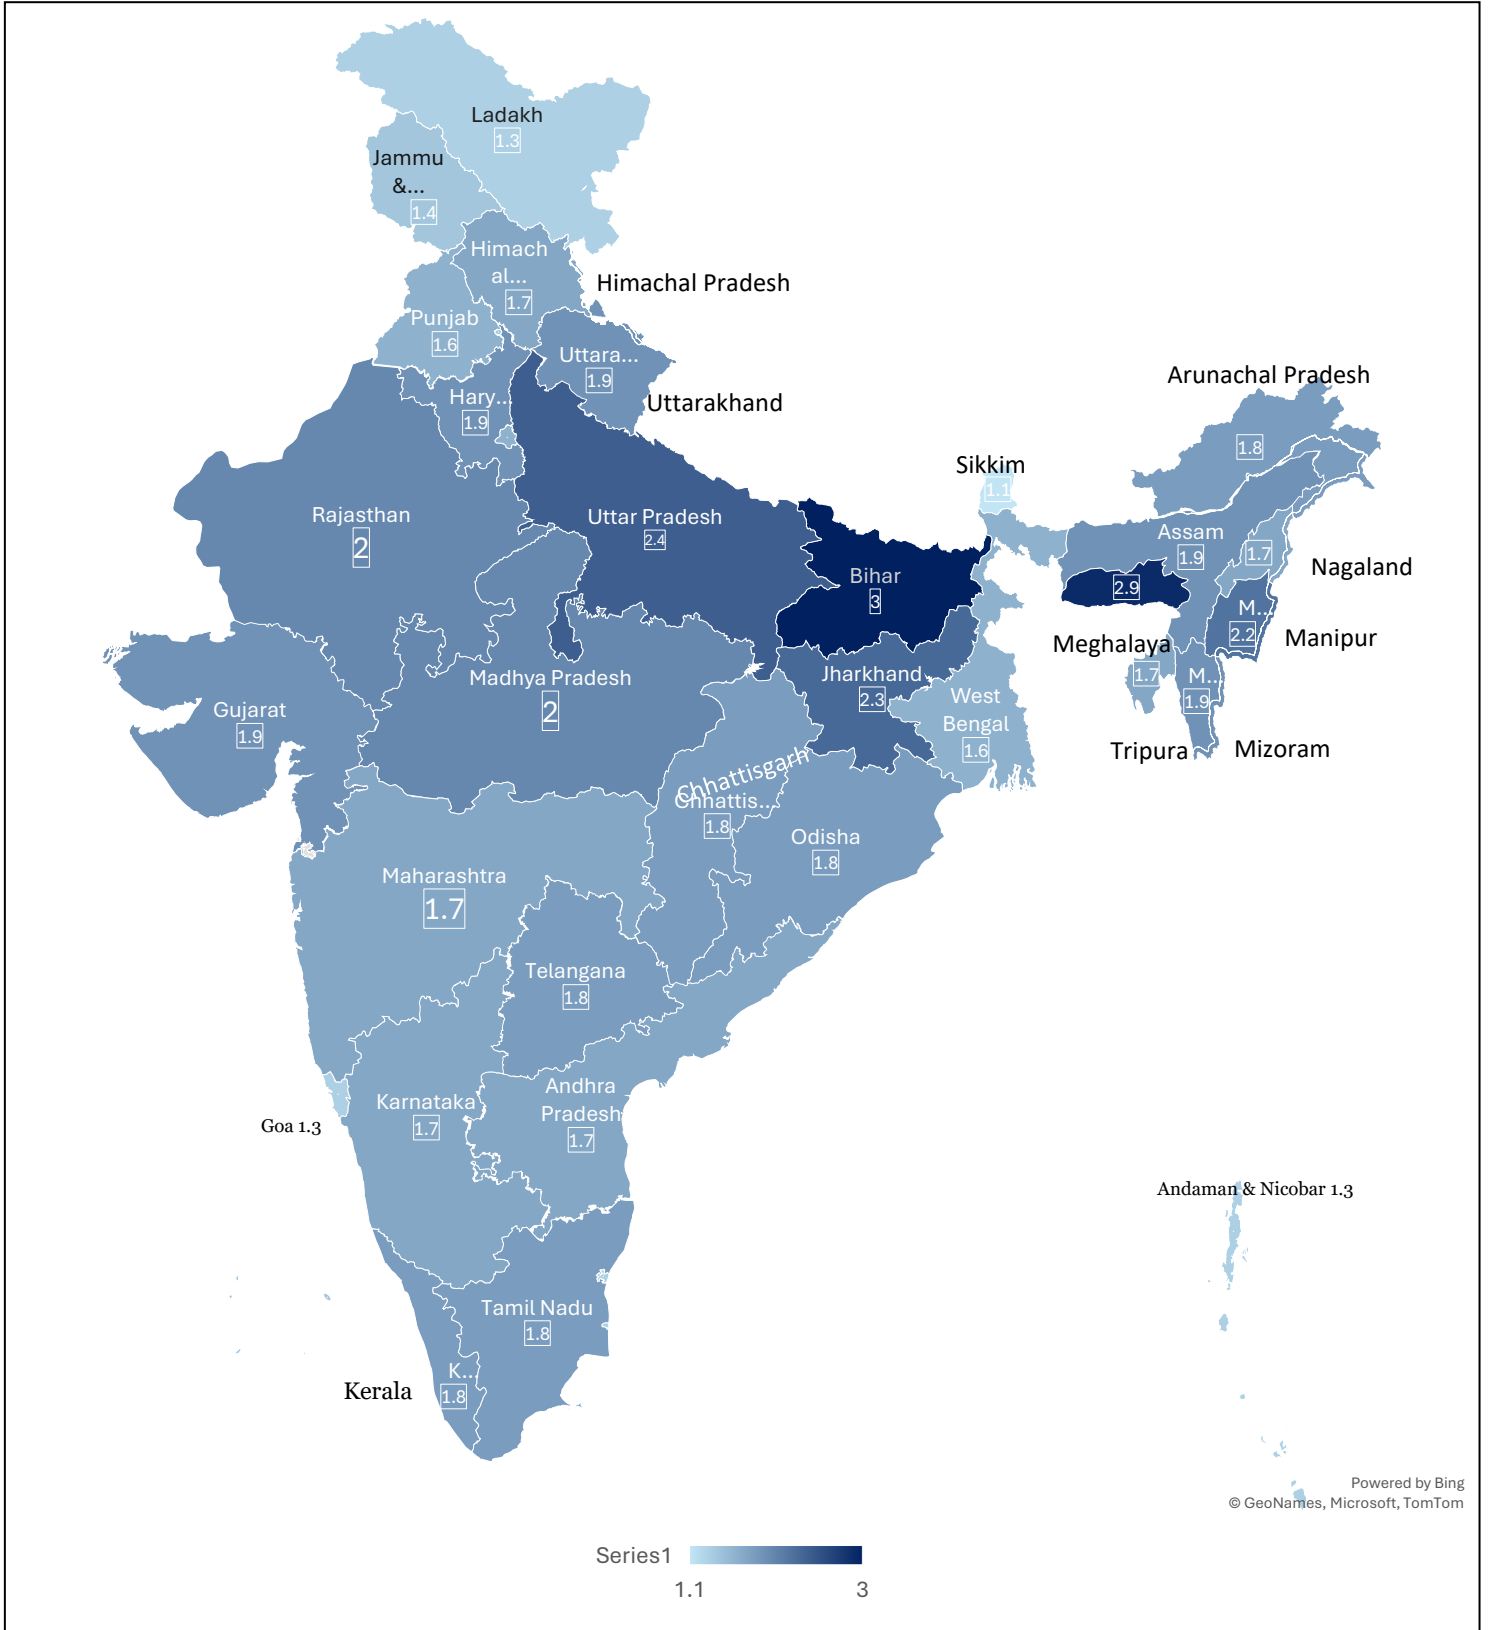 Ladakh
1.3
Jammu
&...
1.4
Himach
al...
1.7
Himachal Pradesh
Punjab
1.6
Uttara...
1.9
Uttarakhand
Hary...
1.9
Arunachal Pradesh
1.8
Sikkim
1.1
Rajasthan
2
Uttar Pradesh
2.4
Bihar
3
Assam
1.9
1.7
Nagaland
2.9
Meghalaya
M...
2.2
Manipur
1.7
Tripura
M...
1.9
Mizoram
Gujarat
1.9
Madhya Pradesh
2
Jharkhand
2.3
West
Bengal
1.6
Chhattisgarh
Chhattis...
1.8
Odisha
1.8
Maharashtra
1.7
Telangana
1.8
Goa 1.3
Karnataka
1.7
Andhra
Pradesh
1.7
Andaman & Nicobar 1.3
Tamil Nadu
1.8
Kerala
K...
1.8
Powered by Bing
© GeoNames, Microsoft, TomTom
Series1
1.1
3